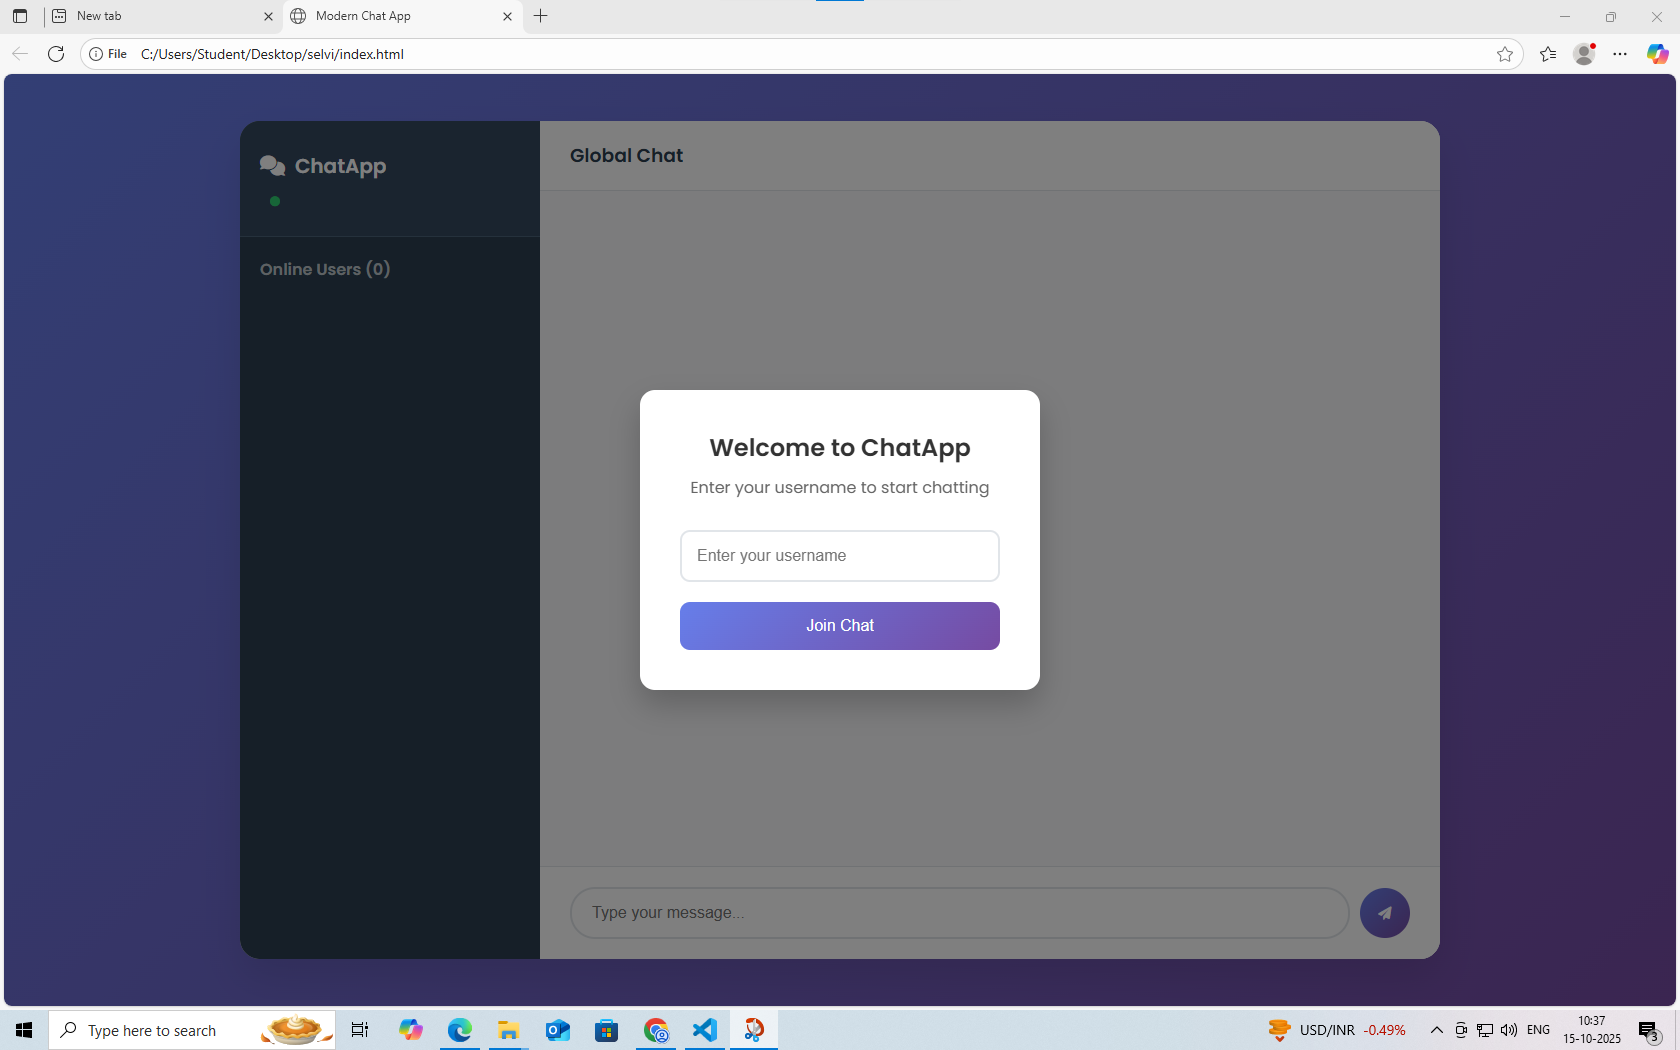 New tab
Modern Chat App
File
C:/Users/Student/Desktop/selvi/index.html
ChatApp
Global Chat
Online Users (0)
Welcome to ChatApp
Enter your username to start chatting
Enter your username
Join Chat
Type your message...
Type here to search
USD/INR -0.49%
ENG
10:37
15-10-2025
3